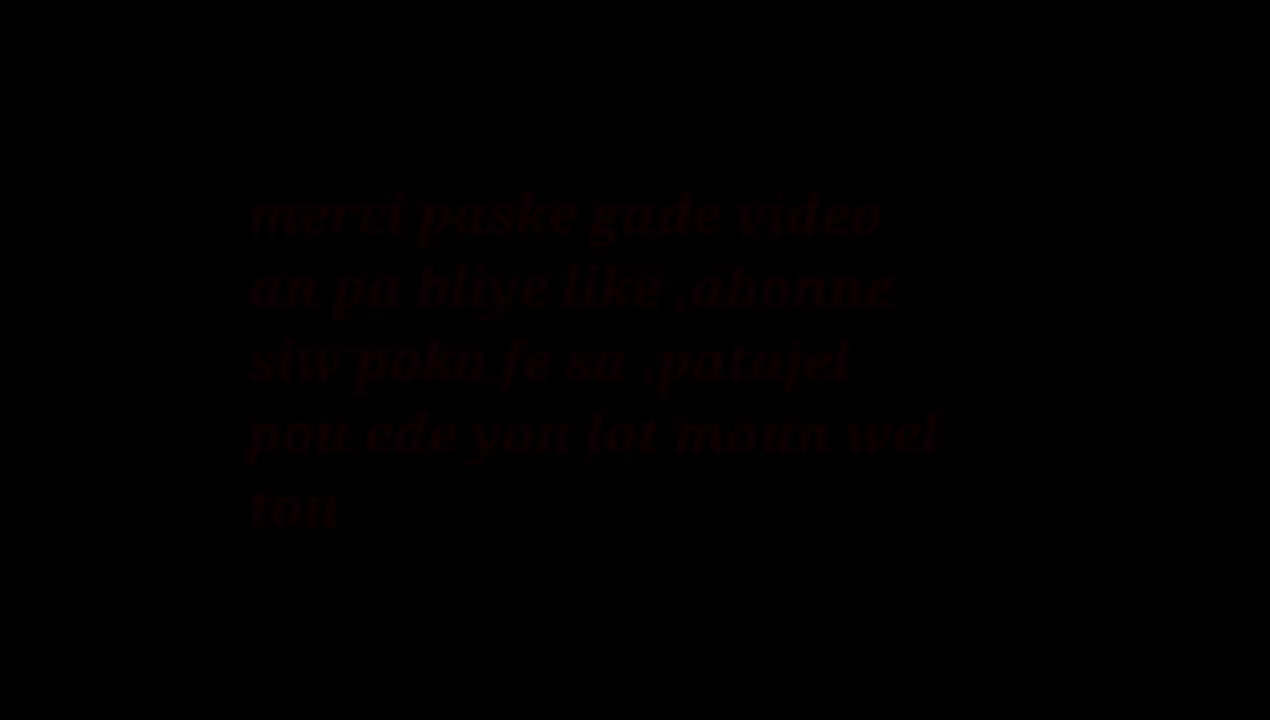 merci paske gade video
an pa bliye like ,abonne
siw poko fe sa ,patajel
pou ede yon lot moun wel
tou